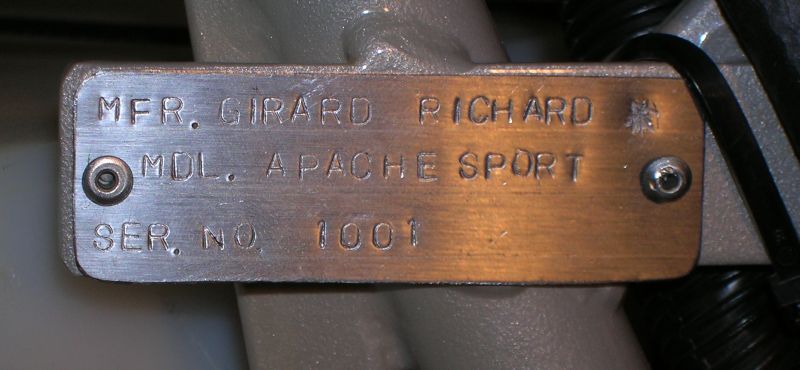 MFR. GIRARD RICHARD
MDL. APACHE SPORT
SER. NO. 1001